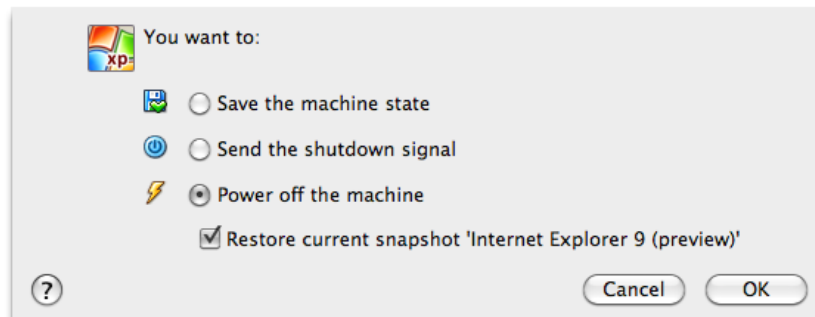 xp
You want to:
Save the machine state
Send the shutdown signal
Power off the machine
Restore current snapshot 'Internet Explorer 9 (preview)'
?
Cancel
OK